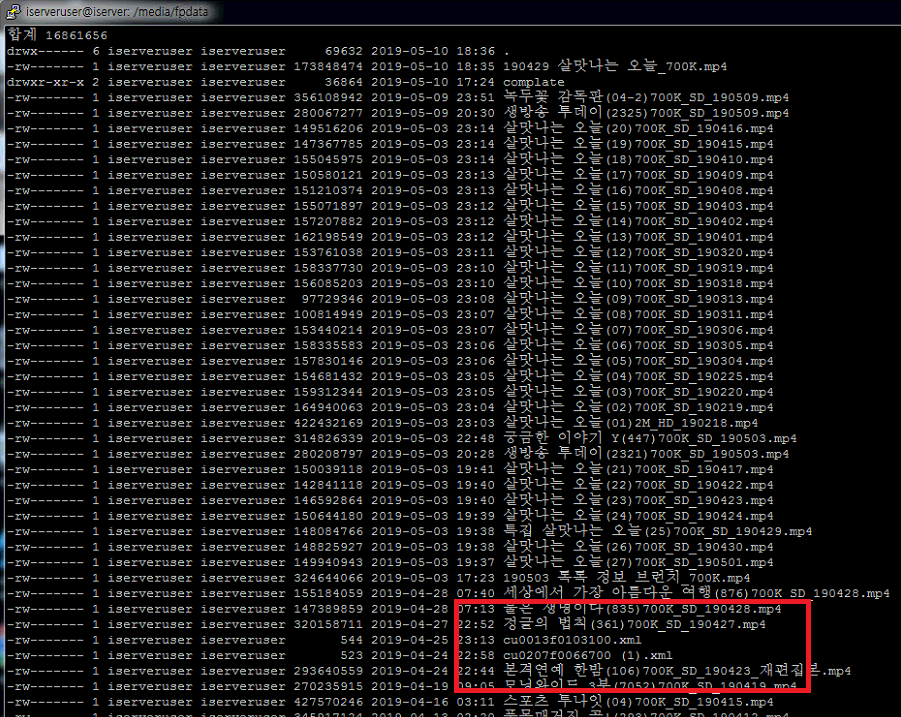 iserveruser@iserver: /media/fpdata
합계 16861656
drwx------ 6 iserveruser iserveruser 69632 2019-05-10 18:36 .
-rw------- 1 iserveruser iserveruser 173848474 2019-05-10 18:35 190429 살맛나는 오늘_700K.mp4
drwxr-xr-x 2 iserveruser iserveruser 36864 2019-05-10 17:24 complate
-rw------- 1 iserveruser iserveruser 356108942 2019-05-09 23:51 녹두꽃 감독판(04-2)700K_SD_190509.mp4
-rw------- 1 iserveruser iserveruser 280067277 2019-05-09 20:30 생방송 투데이(2325)700K_SD_190509.mp4
-rw------- 1 iserveruser iserveruser 149516206 2019-05-03 23:14 살맛나는 오늘(20)700K_SD_190416.mp4
-rw------- 1 iserveruser iserveruser 147367785 2019-05-03 23:14 살맛나는 오늘(19)700K_SD_190415.mp4
-rw------- 1 iserveruser iserveruser 155045975 2019-05-03 23:14 살맛나는 오늘(18)700K_SD_190410.mp4
-rw------- 1 iserveruser iserveruser 150580121 2019-05-03 23:13 살맛나는 오늘(17)700K_SD_190409.mp4
-rw------- 1 iserveruser iserveruser 151210374 2019-05-03 23:13 살맛나는 오늘(16)700K_SD_190408.mp4
-rw------- 1 iserveruser iserveruser 155071897 2019-05-03 23:12 살맛나는 오늘(15)700K_SD_190403.mp4
-rw------- 1 iserveruser iserveruser 157207882 2019-05-03 23:12 살맛나는 오늘(14)700K_SD_190402.mp4
-rw------- 1 iserveruser iserveruser 162198549 2019-05-03 23:12 살맛나는 오늘(13)700K_SD_190401.mp4
-rw------- 1 iserveruser iserveruser 153761038 2019-05-03 23:11 살맛나는 오늘(12)700K_SD_190320.mp4
-rw------- 1 iserveruser iserveruser 158337730 2019-05-03 23:10 살맛나는 오늘(11)700K_SD_190319.mp4
-rw------- 1 iserveruser iserveruser 156085203 2019-05-03 23:10 살맛나는 오늘(10)700K_SD_190318.mp4
-rw------- 1 iserveruser iserveruser 97729346 2019-05-03 23:08 살맛나는 오늘(09)700K_SD_190313.mp4
-rw------- 1 iserveruser iserveruser 100814949 2019-05-03 23:07 살맛나는 오늘(08)700K_SD_190311.mp4
-rw------- 1 iserveruser iserveruser 153440214 2019-05-03 23:07 살맛나는 오늘(07)700K_SD_190306.mp4
-rw------- 1 iserveruser iserveruser 158335583 2019-05-03 23:06 살맛나는 오늘(06)700K_SD_190305.mp4
-rw------- 1 iserveruser iserveruser 157830146 2019-05-03 23:06 살맛나는 오늘(05)700K_SD_190304.mp4
-rw------- 1 iserveruser iserveruser 154681432 2019-05-03 23:05 살맛나는 오늘(04)700K_SD_190225.mp4
-rw------- 1 iserveruser iserveruser 159312344 2019-05-03 23:05 살맛나는 오늘(03)700K_SD_190220.mp4
-rw------- 1 iserveruser iserveruser 164940063 2019-05-03 23:04 살맛나는 오늘(02)700K_SD_190219.mp4
-rw------- 1 iserveruser iserveruser 422432169 2019-05-03 23:03 살맛나는 오늘(01)2M_HD_190218.mp4
-rw------- 1 iserveruser iserveruser 314826339 2019-05-03 22:48 궁금한 이야기 Y(447)700K_SD_190503.mp4
-rw------- 1 iserveruser iserveruser 280208797 2019-05-03 20:28 생방송 투데이(2321)700K_SD_190503.mp4
-rw------- 1 iserveruser iserveruser 150039118 2019-05-03 19:41 살맛나는 오늘(21)700K_SD_190417.mp4
-rw------- 1 iserveruser iserveruser 142841118 2019-05-03 19:40 살맛나는 오늘(22)700K_SD_190422.mp4
-rw------- 1 iserveruser iserveruser 146592864 2019-05-03 19:40 살맛나는 오늘(23)700K_SD_190423.mp4
-rw------- 1 iserveruser iserveruser 150644180 2019-05-03 19:39 살맛나는 오늘(24)700K_SD_190424.mp4
-rw------- 1 iserveruser iserveruser 148084766 2019-05-03 19:38 특집 살맛나는 오늘(25)700K_SD_190429.mp4
-rw------- 1 iserveruser iserveruser 148825927 2019-05-03 19:38 살맛나는 오늘(26)700K_SD_190430.mp4
-rw------- 1 iserveruser iserveruser 149940943 2019-05-03 19:37 살맛나는 오늘(27)700K_SD_190501.mp4
-rw------- 1 iserveruser iserveruser 324644066 2019-05-03 17:23 190503 톡톡 정보 브런치_700K.mp4
-rw------- 1 iserveruser iserveruser 155184059 2019-04-28 07:40 세상에서 가장 아름다운 여행(876)700K_SD_190428.mp4
-rw------- 1 iserveruser iserveruser 147389859 2019-04-28 07:13 물은 생명이다(835)700K_SD_190428.mp4
-rw------- 1 iserveruser iserveruser 320158711 2019-04-27 22:52 정글의 법칙(361)700K_SD_190427.mp4
-rw------- 1 iserveruser iserveruser 544 2019-04-25 23:13 cu0013f0103100.xml
-rw------- 1 iserveruser iserveruser 523 2019-04-24 22:58 cu0207f0066700 (1).xml
-rw------- 1 iserveruser iserveruser 293640559 2019-04-24 22:44 본격연예 한밤(106)700K_SD_190423_재편집본.mp4
-rw------- 1 iserveruser iserveruser 270235915 2019-04-19 09:05 모닝와이드 3부(7052)700K_SD_190419.mp4
-rw------- 1 iserveruser iserveruser 427570246 2019-04-16 03:11 스포츠 투나잇(04)700K_SD_190415.mp4